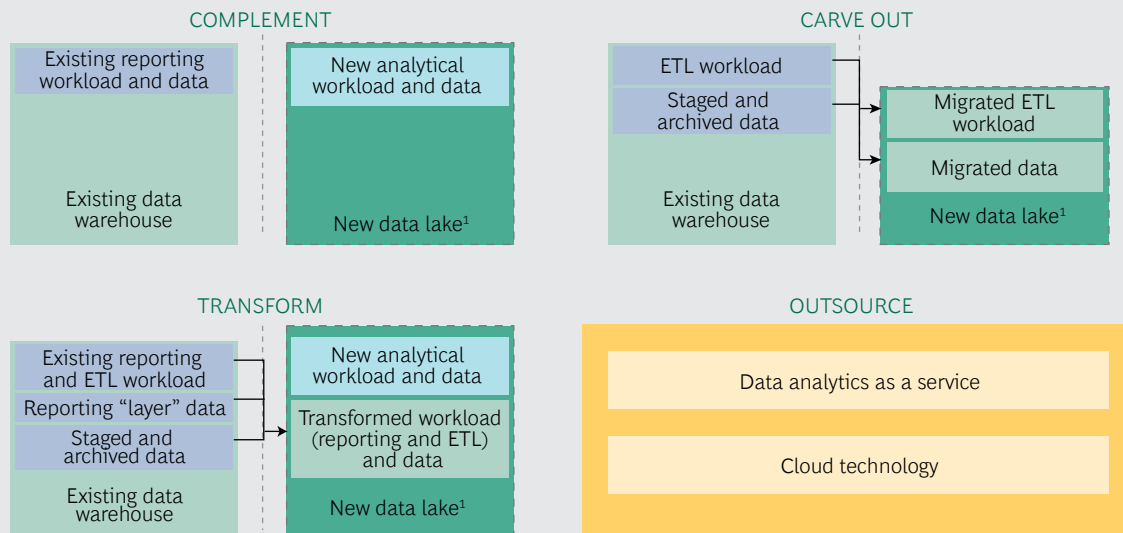 COMPLEMENT
Existing reporting
workload and data
Existing data
warehouse
New analytical
workload and data
New data lake¹
CARVE OUT
ETL workload
Staged and
archived data
Existing data
warehouse
Migrated ETL
workload
Migrated data
New data lake¹
TRANSFORM
Existing reporting
and ETL workload
Reporting “layer” data
Staged and
archived data
Existing data
warehouse
New analytical
workload and data
Transformed workload
(reporting and ETL)
and data
New data lake¹
OUTSOURCE
Data analytics as a service
Cloud technology